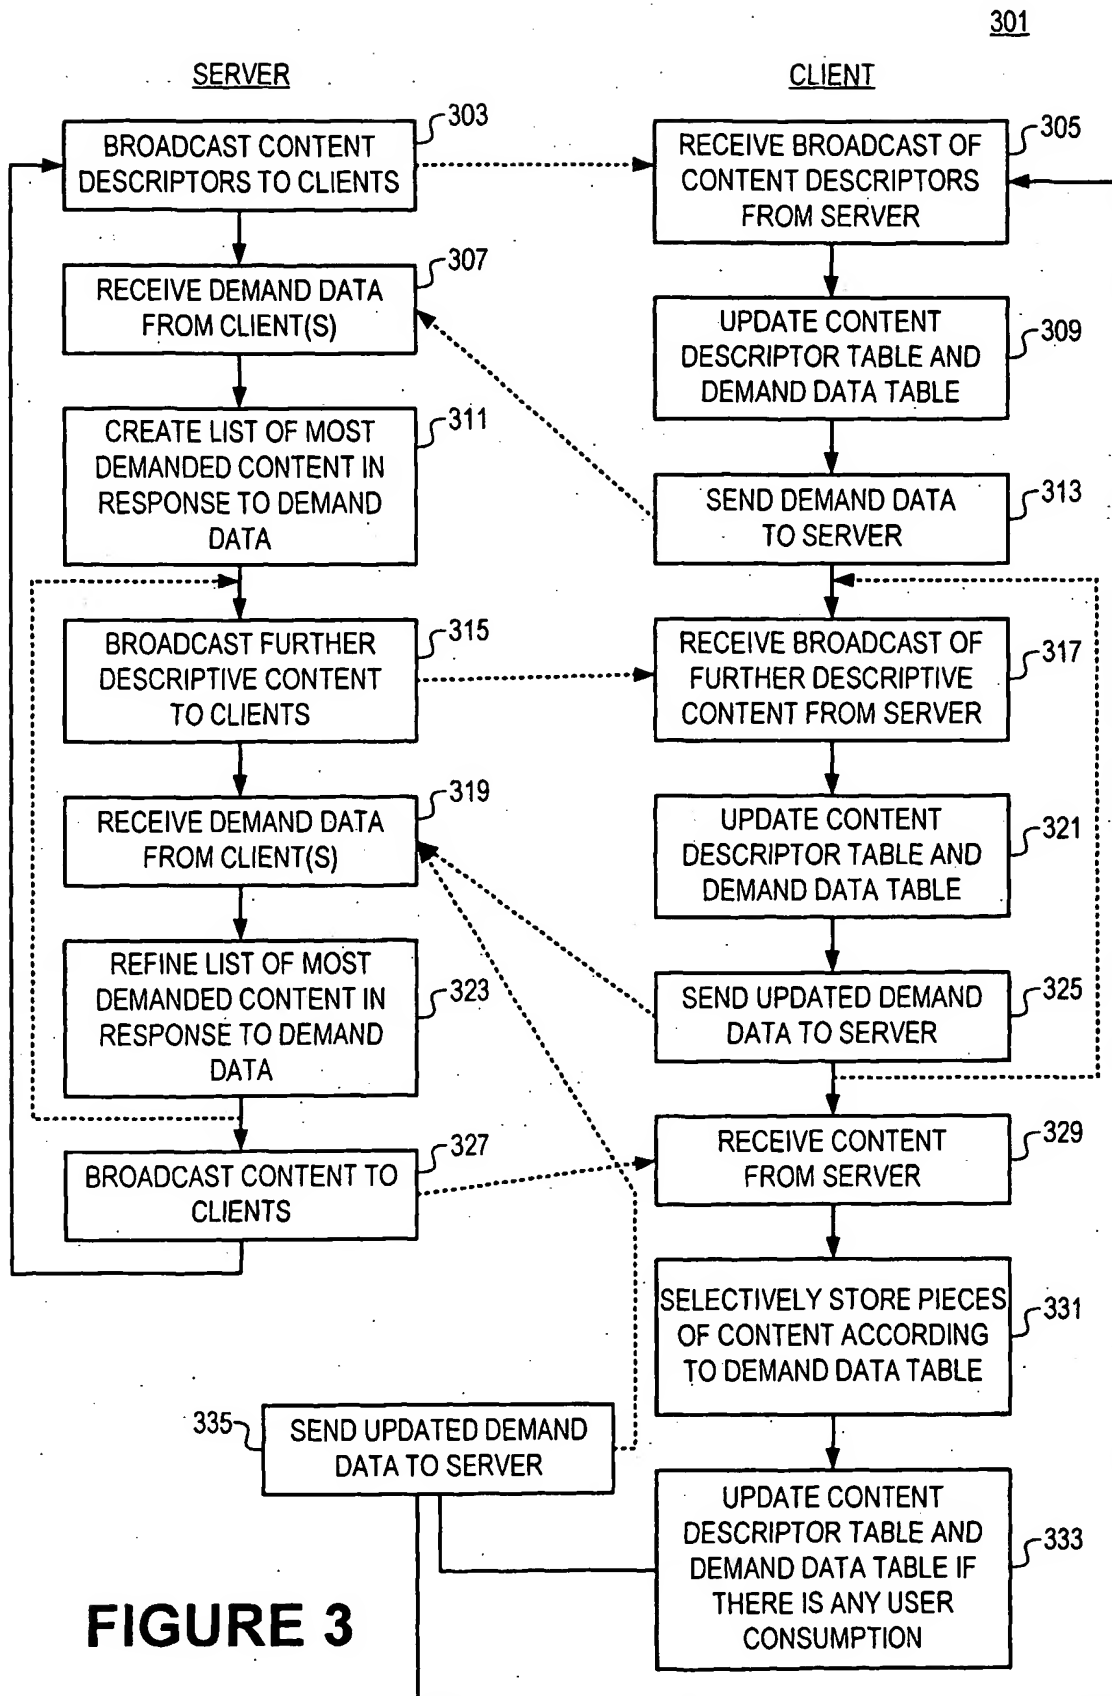 301
SERVER
CLIENT
303
BROADCAST CONTENT
DESCRIPTORS TO CLIENTS
305
RECEIVE BROADCAST OF
CONTENT DESCRIPTORS
FROM SERVER
307
RECEIVE DEMAND DATA
FROM CLIENT(S)
309
UPDATE CONTENT
DESCRIPTOR TABLE AND
DEMAND DATA TABLE
311
CREATE LIST OF MOST
DEMANDED CONTENT IN
RESPONSE TO DEMAND
DATA
313
SEND DEMAND DATA
TO SERVER
315
BROADCAST FURTHER
DESCRIPTIVE CONTENT
TO CLIENTS
317
RECEIVE BROADCAST OF
FURTHER DESCRIPTIVE
CONTENT FROM SERVER
319
RECEIVE DEMAND DATA
FROM CLIENT(S)
321
UPDATE CONTENT
DESCRIPTOR TABLE AND
DEMAND DATA TABLE
323
REFINE LIST OF MOST
DEMANDED CONTENT IN
RESPONSE TO DEMAND
DATA
325
SEND UPDATED DEMAND
DATA TO SERVER
327
BROADCAST CONTENT TO
CLIENTS
329
RECEIVE CONTENT
FROM SERVER
331
SELECTIVELY STORE PIECES
OF CONTENT ACCORDING
TO DEMAND DATA TABLE
335
SEND UPDATED DEMAND
DATA TO SERVER
333
UPDATE CONTENT
DESCRIPTOR TABLE AND
DEMAND DATA TABLE IF
THERE IS ANY USER
CONSUMPTION
FIGURE 3